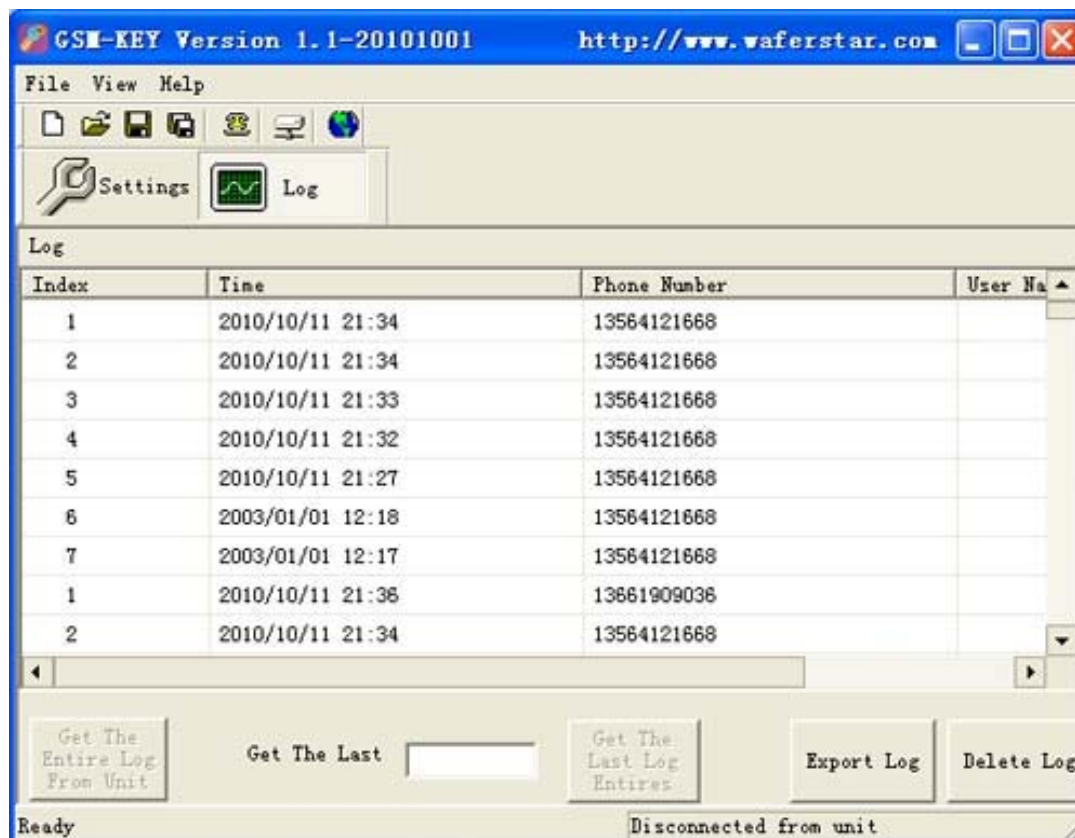 GSM-KEY Version 1.1-20101001 http://www.waferstar.com
File View Help
Settings Log
Log
Index Time Phone Number User Na
1 2010/10/11 21:34 13564121668
2 2010/10/11 21:34 13564121668
3 2010/10/11 21:33 13564121668
4 2010/10/11 21:32 13564121668
5 2010/10/11 21:27 13564121668
6 2003/01/01 12:18 13564121668
7 2003/01/01 12:17 13564121668
1 2010/10/11 21:36 13661909036
2 2010/10/11 21:34 13564121668
Get The
Entire Log
From Unit
Get The Last
Get The
Last Log
Entires
Export Log
Delete Log
Ready Disconnected from unit